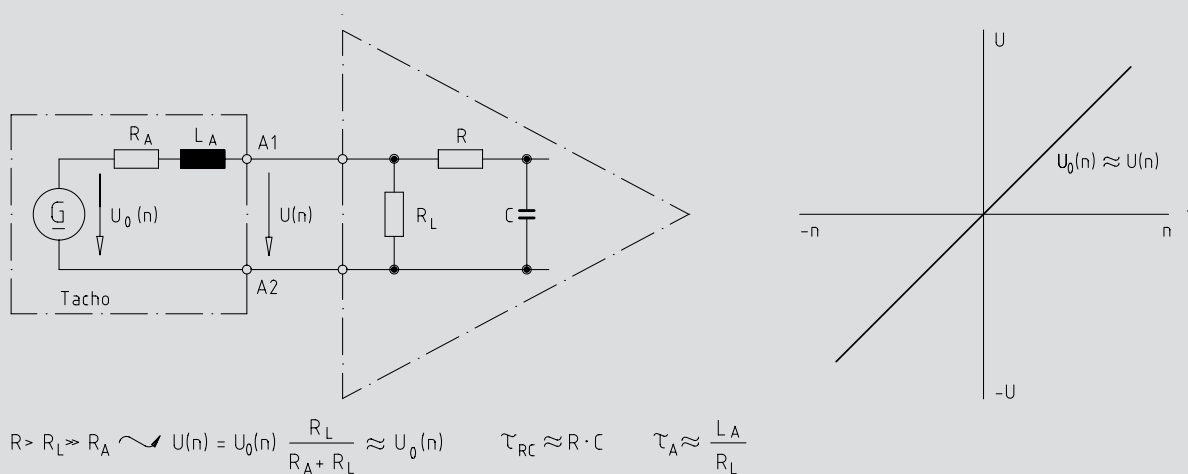 R_A L_A A1
G U_0(n) U(n)
A2
Tacho
R
R_L C
U
U_0(n) ≈ U(n)
-n n
-U
R > R_L ≫ R_A ⤳ U(n) = U_0(n) R_L / (R_A + R_L) ≈ U_0(n) τ_RC ≈ R · C τ_A ≈ L_A / R_L